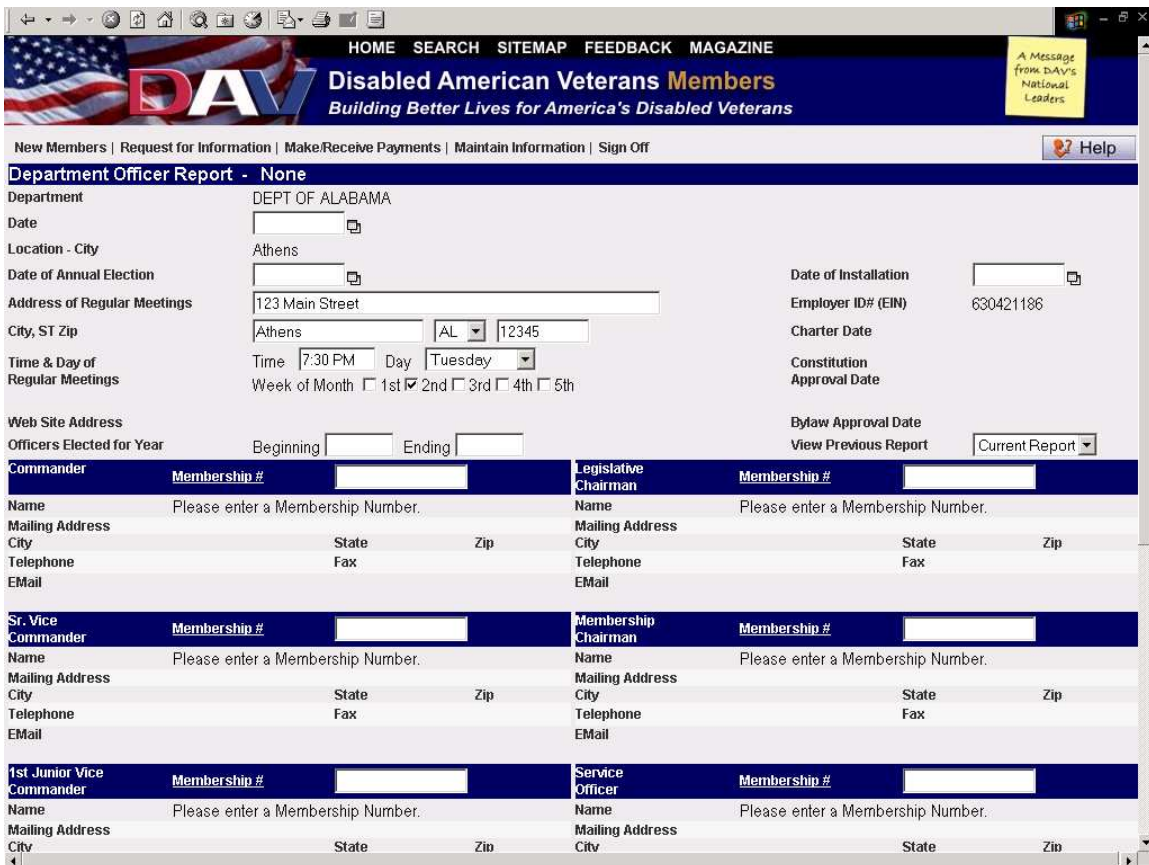 HOME SEARCH SITEMAP FEEDBACK MAGAZINE
A Message
from DAV's
National
Leaders
DAV
Disabled American Veterans Members
Building Better Lives for America's Disabled Veterans
New Members | Request for Information | Make/Receive Payments | Maintain Information | Sign Off
Help
Department Officer Report - None
Department DEPT OF ALABAMA
Date
Location - City Athens
Date of Annual Election Date of Installation
Address of Regular Meetings 123 Main Street Employer ID# (EIN) 630421186
City, ST Zip Athens AL 12345 Charter Date
Time & Day of Time 7:30 PM Day Tuesday Constitution
Regular Meetings Week of Month 1st 2nd 3rd 4th 5th Approval Date
Web Site Address Bylaw Approval Date
Officers Elected for Year Beginning Ending View Previous Report Current Report
Commander Membership # Legislative Chairman Membership #
Name Please enter a Membership Number. Name Please enter a Membership Number.
Mailing Address Mailing Address
City State Zip City State Zip
Telephone Fax Telephone Fax
EMail EMail
Sr. Vice Commander Membership # Membership Chairman Membership #
Name Please enter a Membership Number. Name Please enter a Membership Number.
Mailing Address Mailing Address
City State Zip City State Zip
Telephone Fax Telephone Fax
EMail EMail
1st Junior Vice Commander Membership # Service Officer Membership #
Name Please enter a Membership Number. Name Please enter a Membership Number.
Mailing Address Mailing Address
City State Zip City State Zip